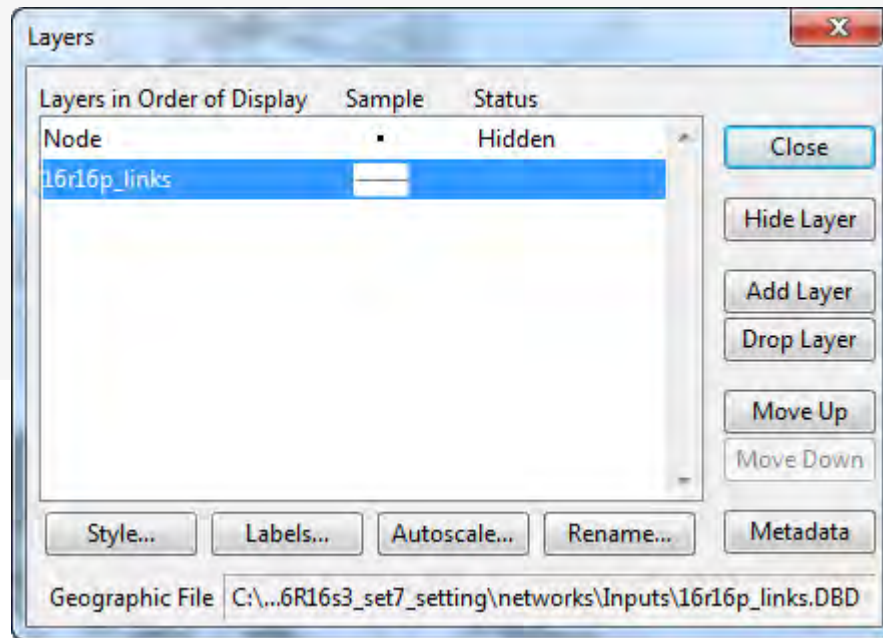 Layers
Layers in Order of Display Sample Status
Node Hidden
16r16p_links
Close
Hide Layer
Add Layer
Drop Layer
Move Up
Move Down
Style... Labels... Autoscale... Rename... Metadata
Geographic File C:\...6R16s3_set7_setting\networks\Inputs\16r16p_links.DBD